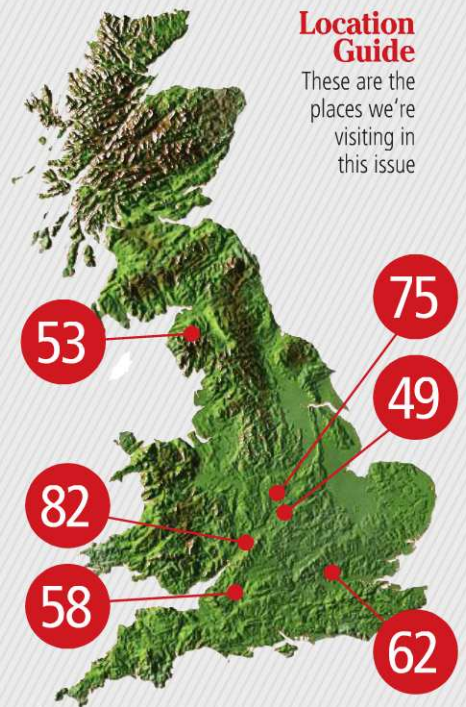 Location
Guide
These are the
places we're
visiting in
this issue
75
53
49
82
58
62